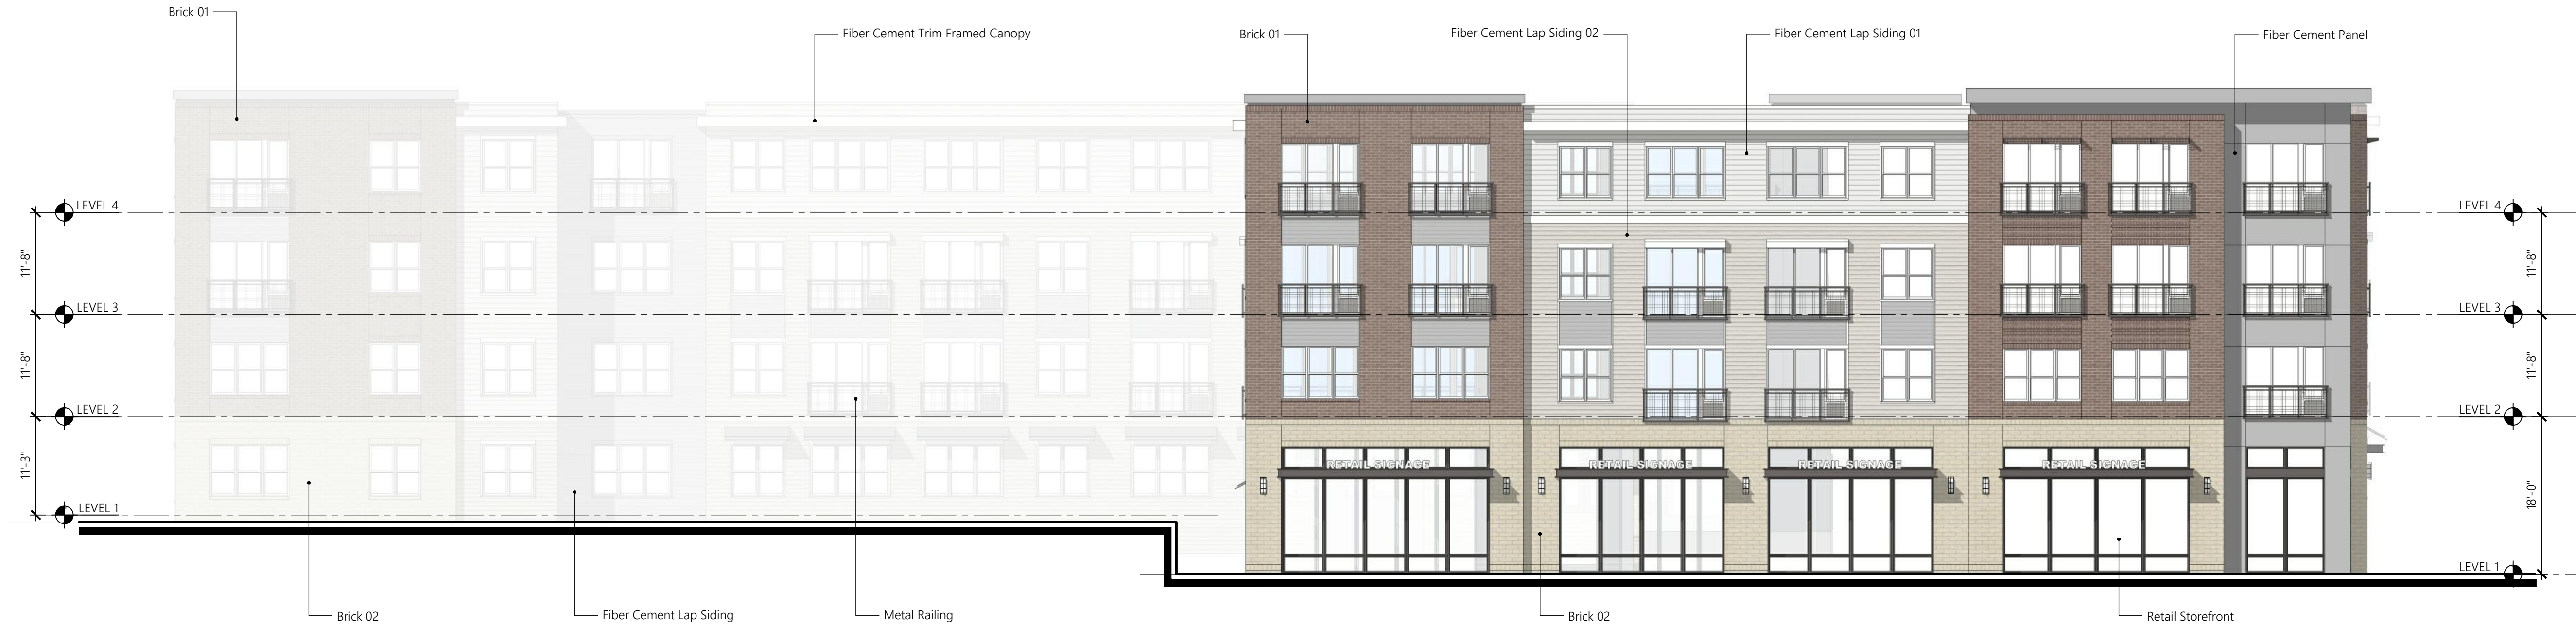 Brick 01
Fiber Cement Trim Framed Canopy
Brick 01
Fiber Cement Lap Siding 02
Fiber Cement Lap Siding 01
Fiber Cement Panel
LEVEL 4
LEVEL 4
11'-8"
11'-8"
LEVEL 3
LEVEL 3
11'-8"
11'-8"
LEVEL 2
LEVEL 2
11'-3"
18'-0"
RETAIL SIGNAGE
RETAIL SIGNAGE
RETAIL SIGNAGE
RETAIL SIGNAGE
LEVEL 1
LEVEL 1
Brick 02
Fiber Cement Lap Siding
Metal Railing
Brick 02
Retail Storefront